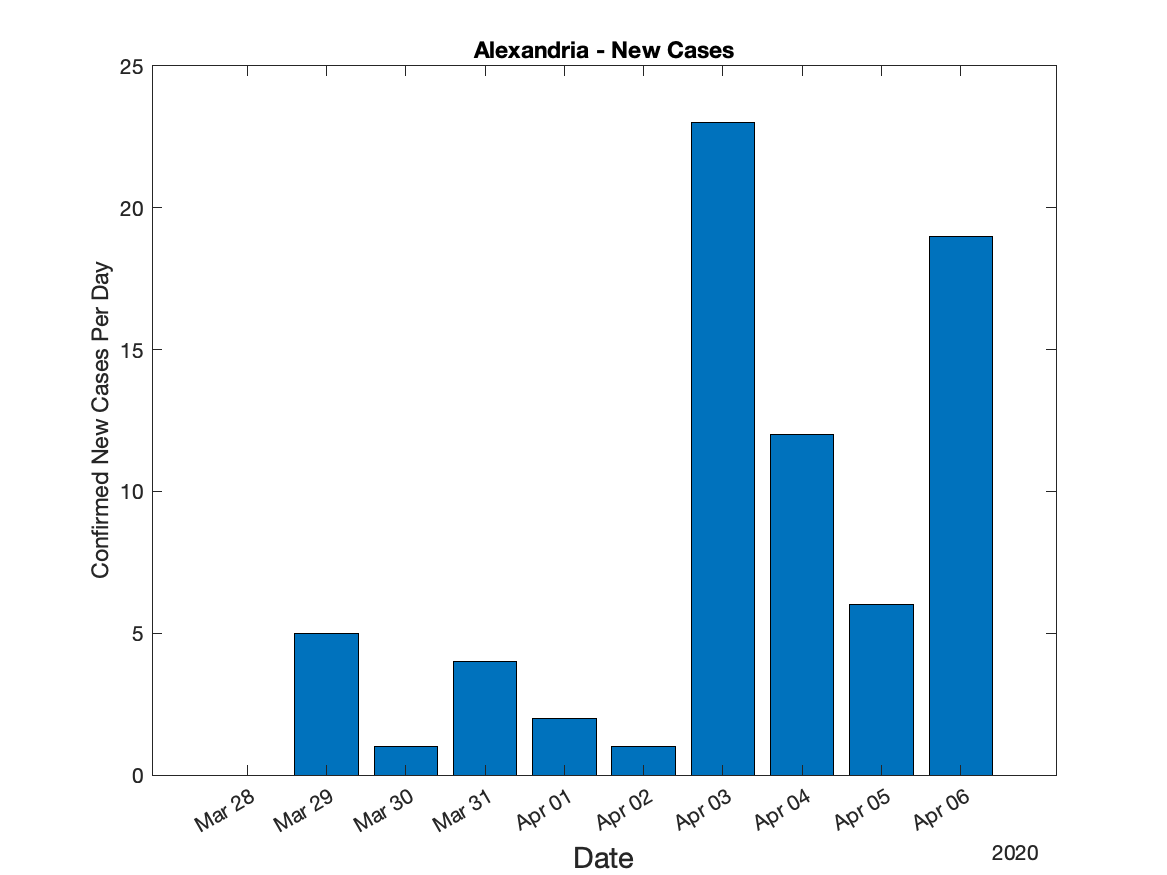 Alexandria - New Cases
25
20
15
10
5
0
Confirmed New Cases Per Day
Mar 28
Mar 29
Mar 30
Mar 31
Apr 01
Apr 02
Apr 03
Apr 04
Apr 05
Apr 06
Date
2020